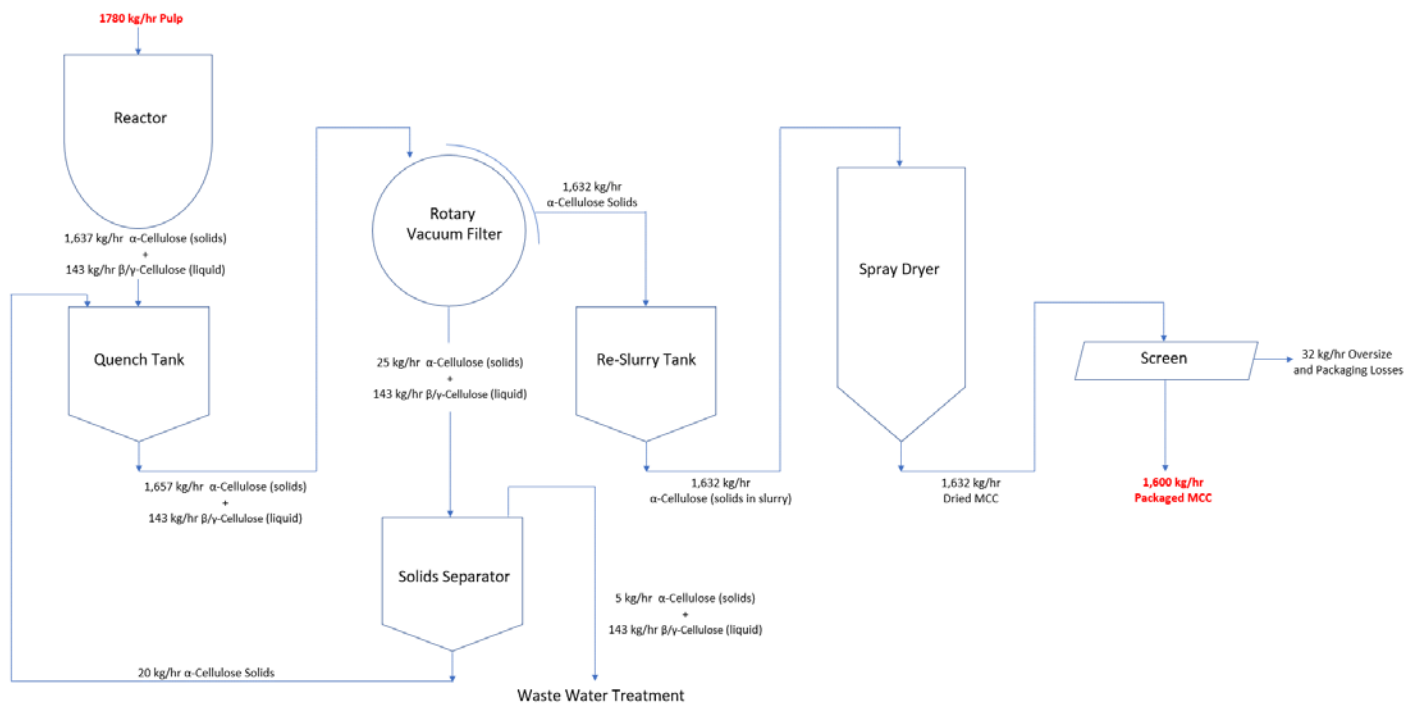 1780 kg/hr Pulp
Reactor
1,637 kg/hr α-Cellulose (solids)
+
143 kg/hr β/γ-Cellulose (liquid)
Quench Tank
1,657 kg/hr α-Cellulose (solids)
+
143 kg/hr β/γ-Cellulose (liquid)
Rotary
Vacuum Filter
1,632 kg/hr
α-Cellulose Solids
25 kg/hr α-Cellulose (solids)
+
143 kg/hr β/γ-Cellulose (liquid)
Solids Separator
20 kg/hr α-Cellulose Solids
5 kg/hr α-Cellulose (solids)
+
143 kg/hr β/γ-Cellulose (liquid)
Waste Water Treatment
Re-Slurry Tank
1,632 kg/hr
α-Cellulose (solids in slurry)
Spray Dryer
1,632 kg/hr
Dried MCC
Screen
32 kg/hr Oversize
and Packaging Losses
1,600 kg/hr
Packaged MCC